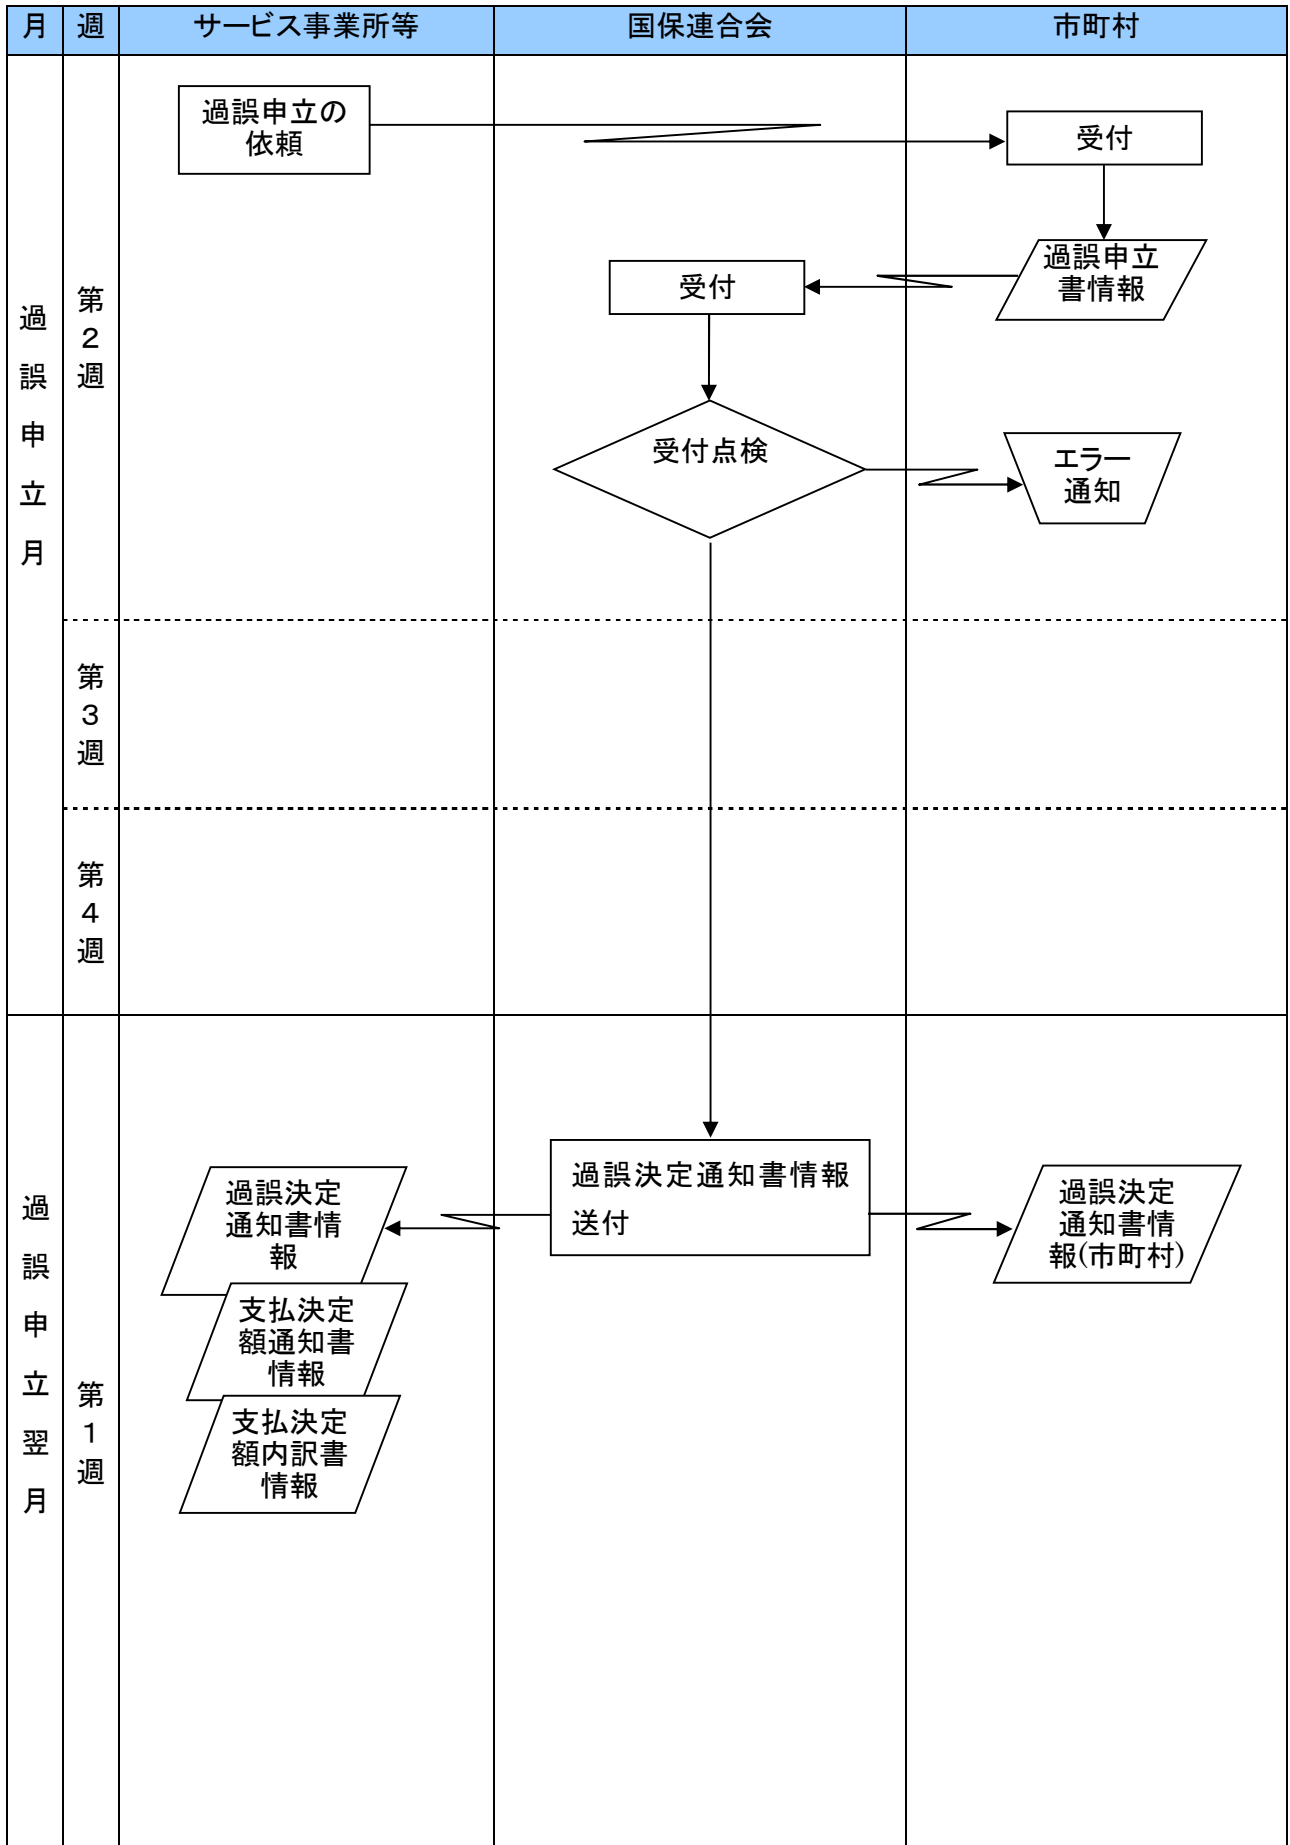 月 週 サービス事業所等 国保連合会 市町村
過誤申立月
第2週
過誤申立の
依頼
受付
過誤申立
書情報
受付
受付点検
エラー
通知
第3週
第4週
過誤申立翌月
第1週
過誤決定通知書情報
送付
過誤決定
通知書情
報
支払決定
額通知書
情報
支払決定
額内訳書
情報
過誤決定
通知書情
報(市町村)